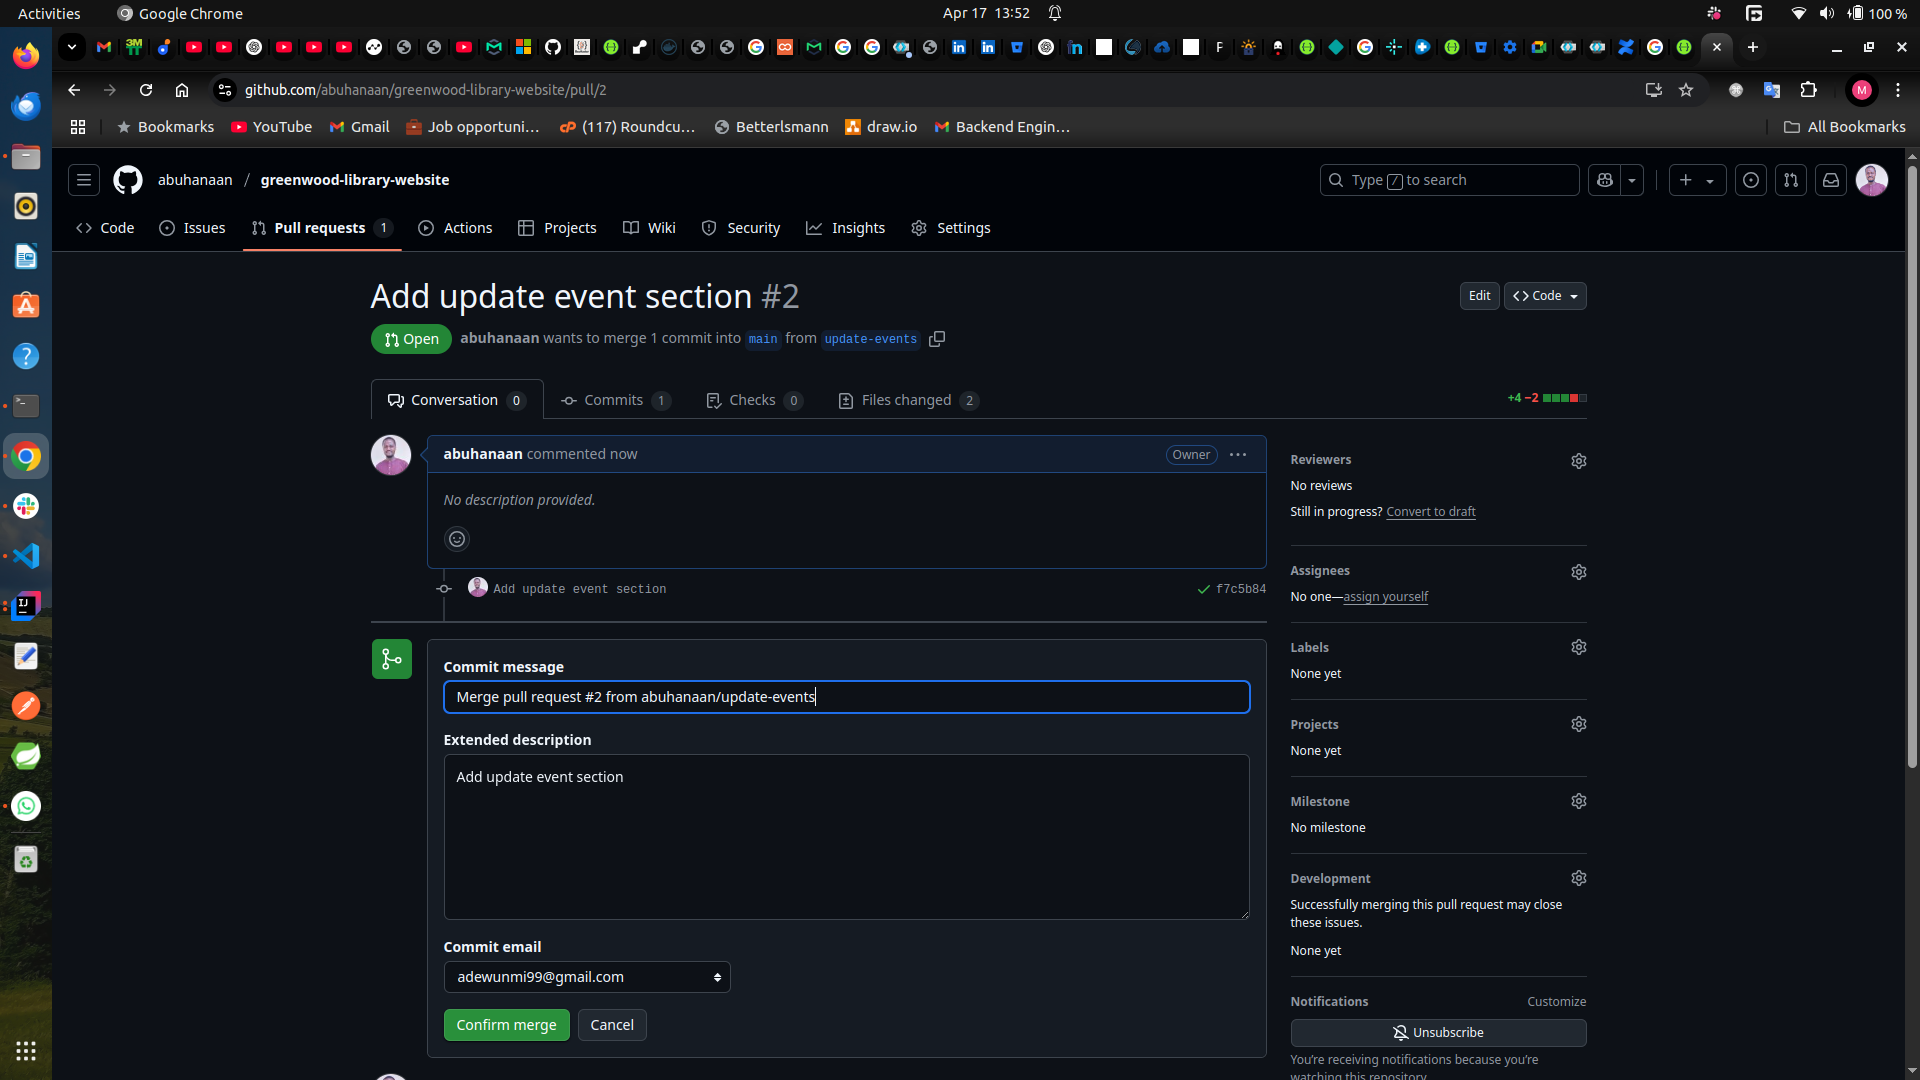 Activities
Google Chrome
Apr 17 13:52
100 %
github.com/abuhanaan/greenwood-library-website/pull/2
Bookmarks
YouTube
Gmail
Job opportuni…
(117) Roundcu…
Betterlsmann
draw.io
Backend Engin…
All Bookmarks
abuhanaan / greenwood-library-website
Type / to search
Code
Issues
Pull requests 1
Actions
Projects
Wiki
Insights
Security
Settings
Add update event section #2
Edit
<> Code
Open
abuhanaan wants to merge 1 commit into main from update-events
Conversation 0
Commits 1
Checks 0
Files changed 2
+4 −2
abuhanaan commented now
Owner
No description provided.
Add update event section
f7c5b84
Commit message
Merge pull request #2 from abuhanaan/update-events
Extended description
Add update event section
Commit email
adewunmi99@gmail.com
Confirm merge
Cancel
Reviewers
No reviews
Still in progress? Convert to draft
Assignees
No one—assign yourself
Labels
None yet
Projects
None yet
Milestone
No milestone
Development
Successfully merging this pull request may close
these issues.
None yet
Notifications
Customize
Unsubscribe
You're receiving notifications because you're
watching this repository.